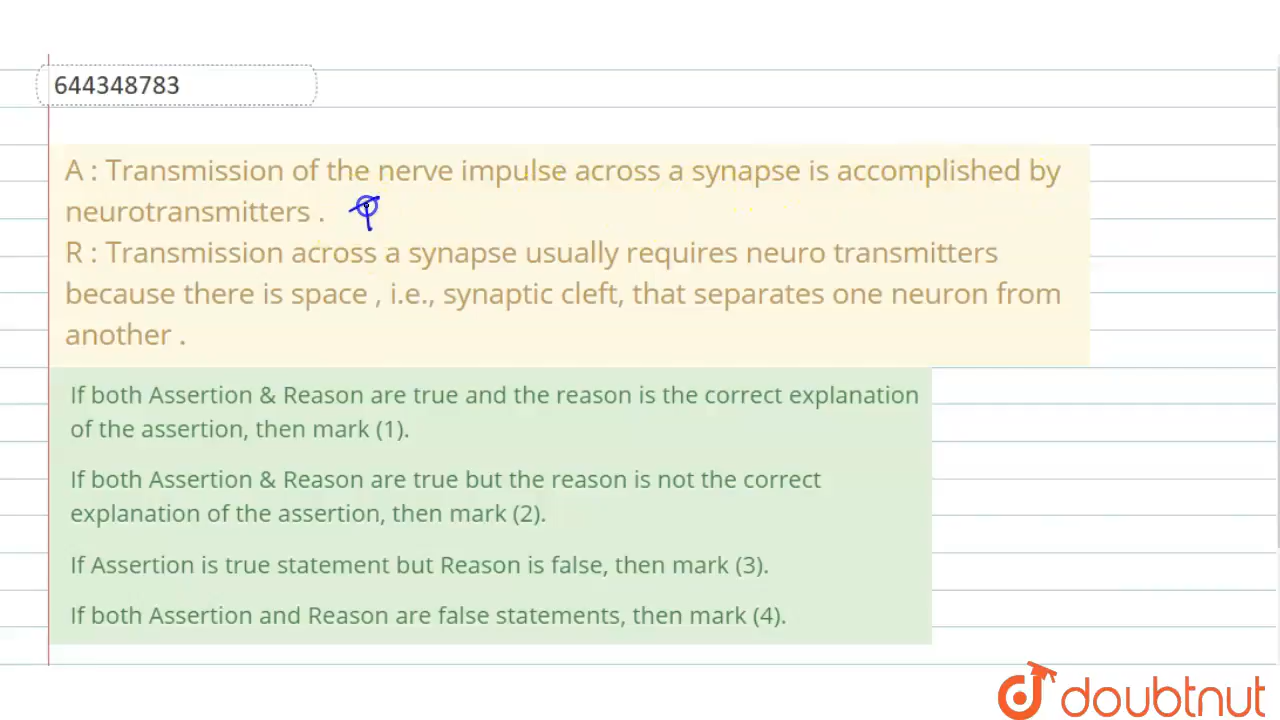 644348783
A : Transmission of the nerve impulse across a synapse is accomplished by
neurotransmitters .
R : Transmission across a synapse usually requires neuro transmitters
because there is space , i.e., synaptic cleft, that separates one neuron from
another .
If both Assertion & Reason are true and the reason is the correct explanation
of the assertion, then mark (1).
If both Assertion & Reason are true but the reason is not the correct
explanation of the assertion, then mark (2).
If Assertion is true statement but Reason is false, then mark (3).
If both Assertion and Reason are false statements, then mark (4).
doubtnut